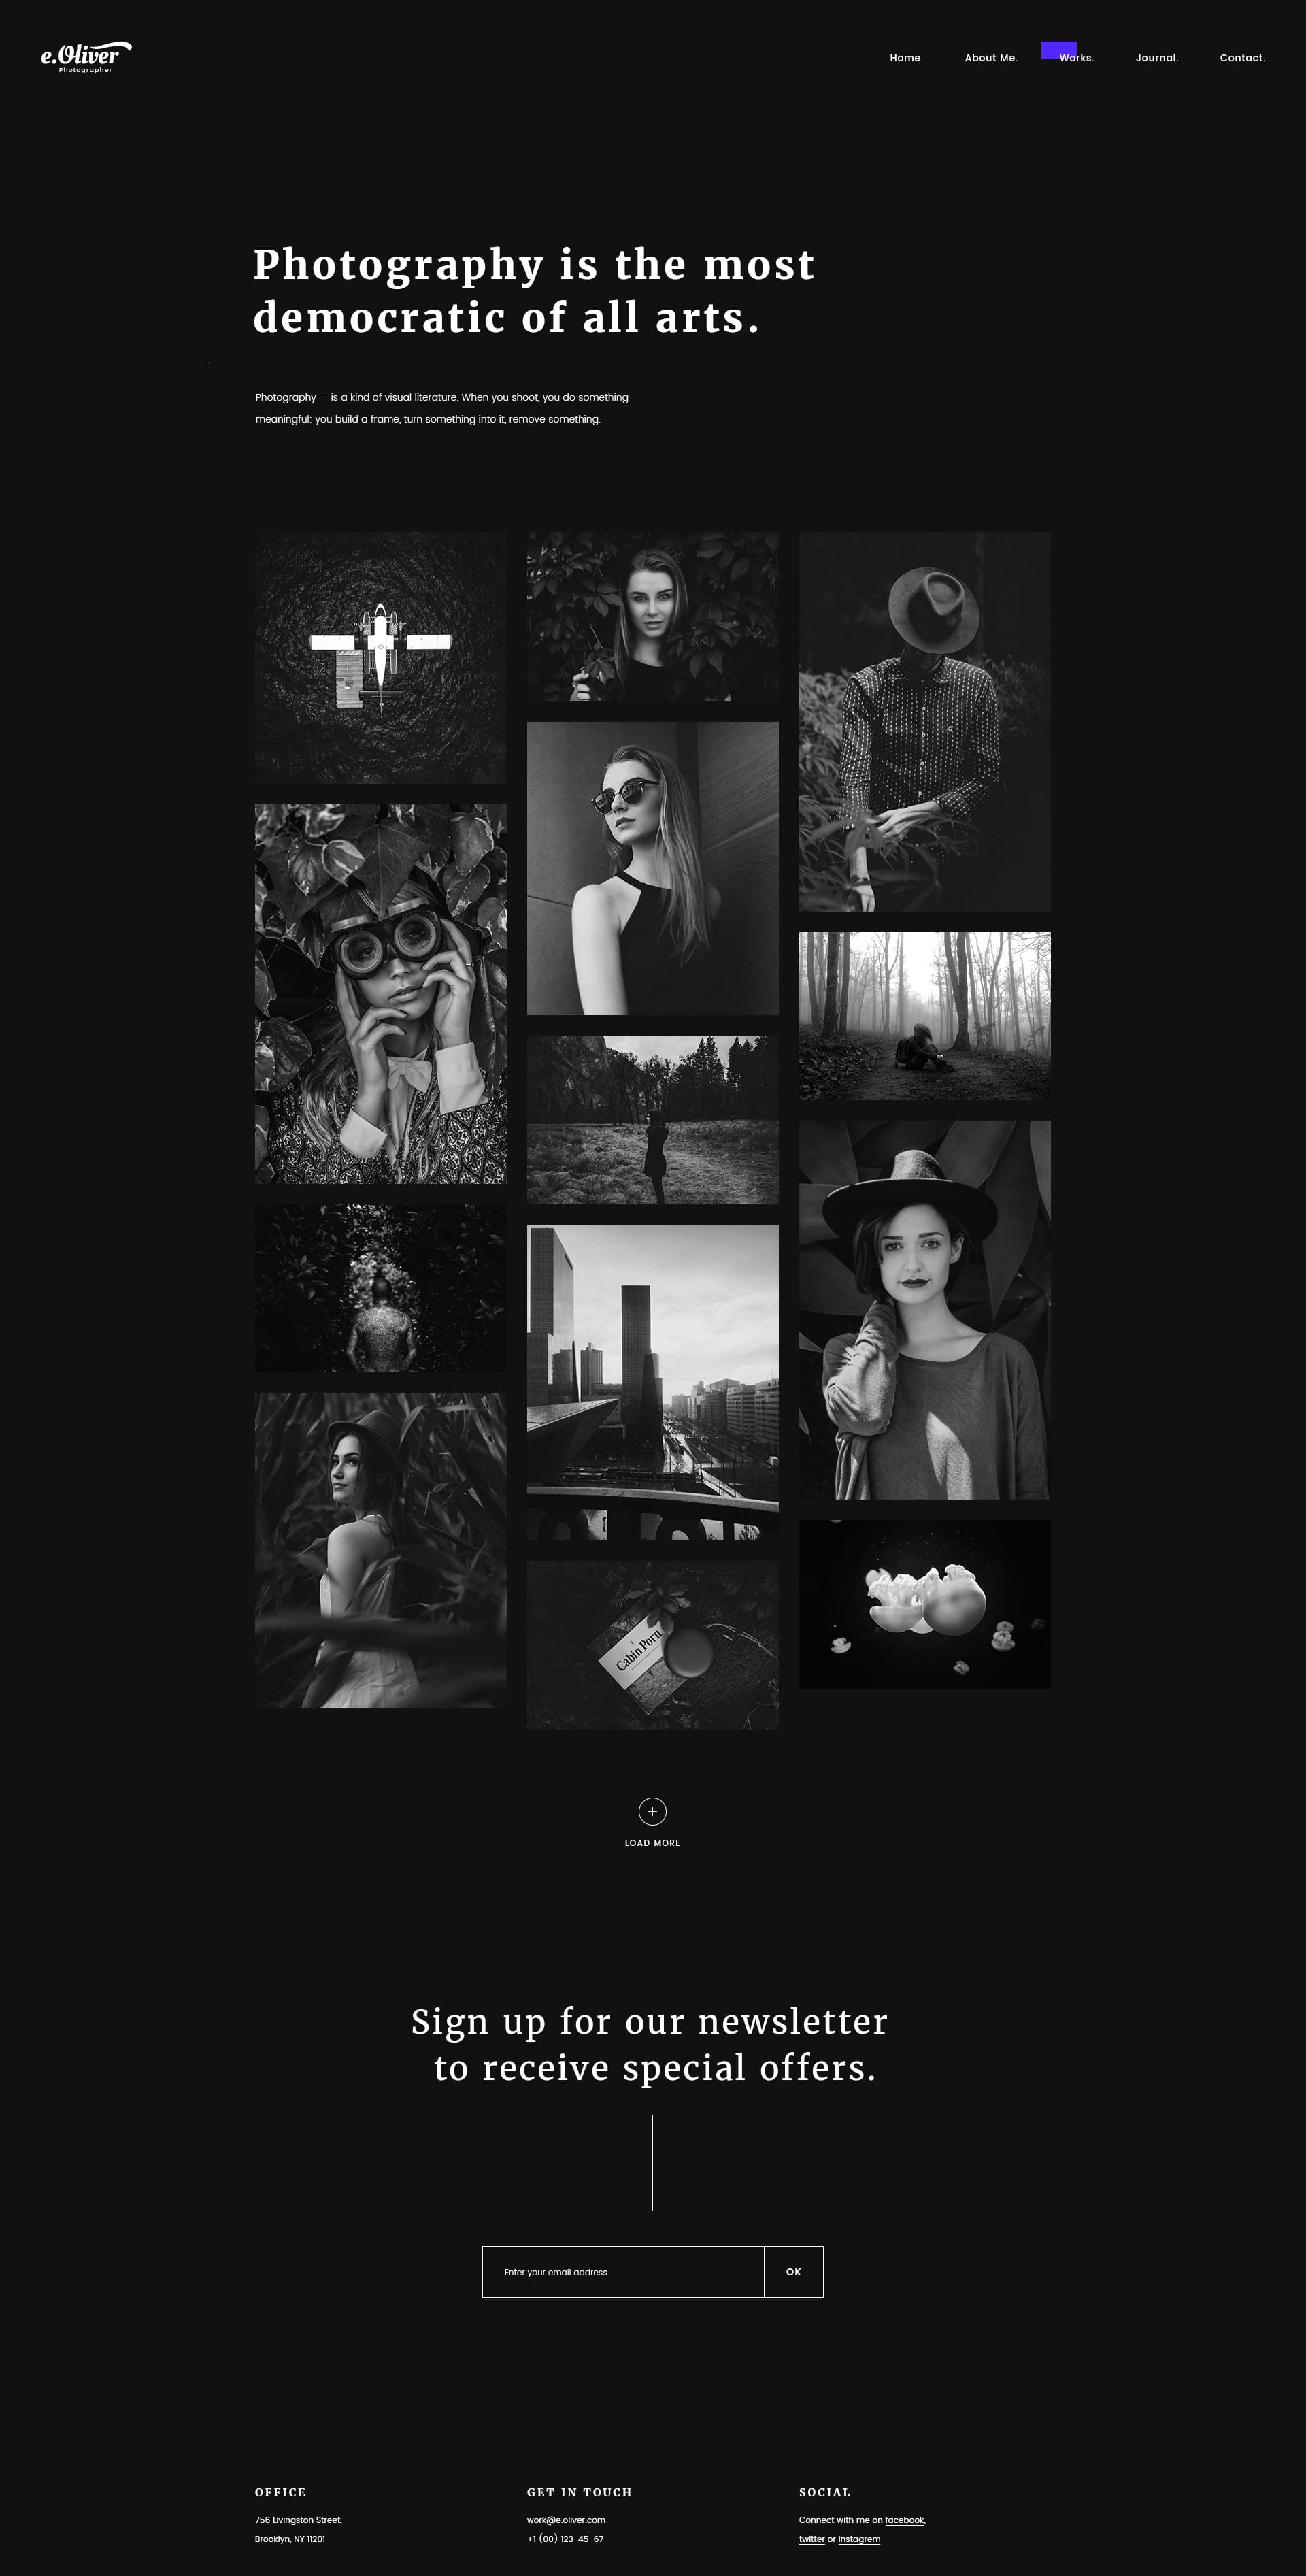 e.Oliver
Photographer
Home.
About Me.
Works.
Journal.
Contact.
Photography is the most
democratic of all arts.
Photography — is a kind of visual literature. When you shoot, you do something
meaningful: you build a frame, turn something into it, remove something.
Cabin Porn
LOAD MORE
Sign up for our newsletter
to receive special offers.
Enter your email address
OK
OFFICE
756 Livingston Street,
Brooklyn, NY 11201
GET IN TOUCH
work@e.oliver.com
+1 (00) 123-45-67
SOCIAL
Connect with me on facebook,
twitter or instagrem